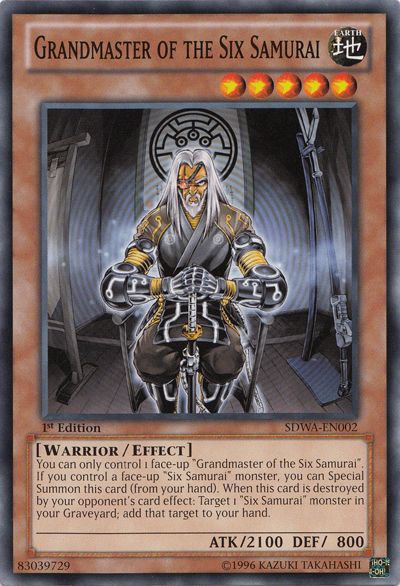 GRANDMASTER OF THE SIX SAMURAI
EARTH
地
1st Edition
SDWA-EN002
[WARRIOR / EFFECT]
You can only control 1 face-up "Grandmaster of the Six Samurai".
If you control a face-up "Six Samurai" monster, you can Special
Summon this card (from your hand). When this card is destroyed
by your opponent's card effect: Target 1 "Six Samurai" monster in
your Graveyard; add that target to your hand.
ATK/2100 DEF/ 800
83039729
©1996 KAZUKI TAKAHASHI